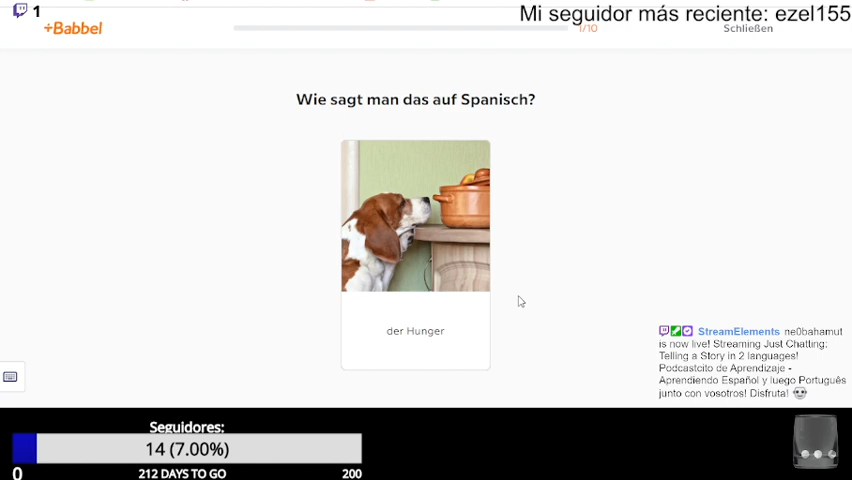 1
Mi seguidor más reciente: ezel155
÷Babbel
1/10
Schließen
Wie sagt man das auf Spanisch?
der Hunger
StreamElements ne0bahamut
is now live! Streaming Just Chatting:
Telling a Story in 2 languages!
Podcastcito de Aprendizaje -
Aprendiendo Español y luego Português
junto con vosotros! Disfruta!
Seguidores:
14 (7.00%)
0
212 DAYS TO GO
200